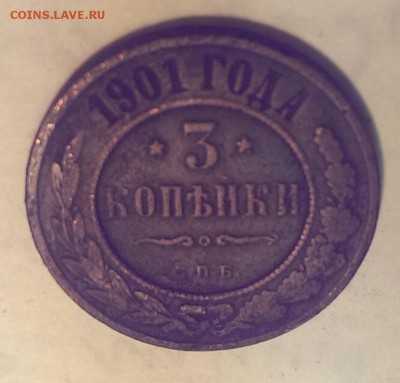 COINS.LAVE.RU
1901 ГОДА
* 3 *
КОПѢЙКИ
С.П.Б.